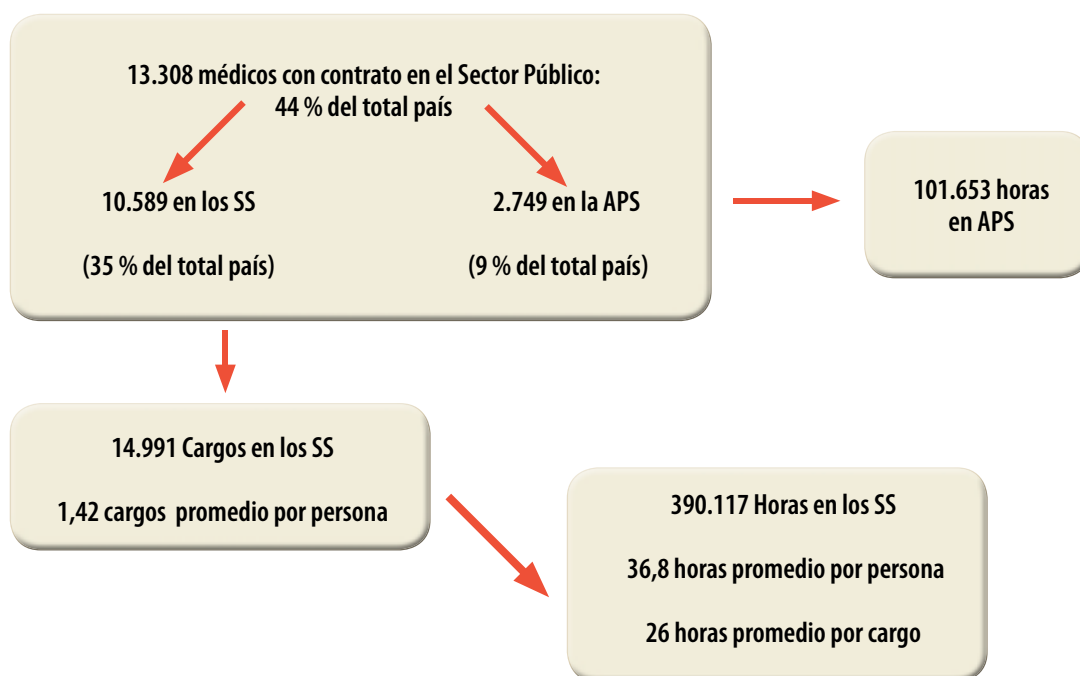 13.308 médicos con contrato en el Sector Público:
44 % del total país
10.589 en los SS
(35 % del total país)
2.749 en la APS
(9 % del total país)
101.653 horas
en APS
14.991 Cargos en los SS
1,42 cargos promedio por persona
390.117 Horas en los SS
36,8 horas promedio por persona
26 horas promedio por cargo